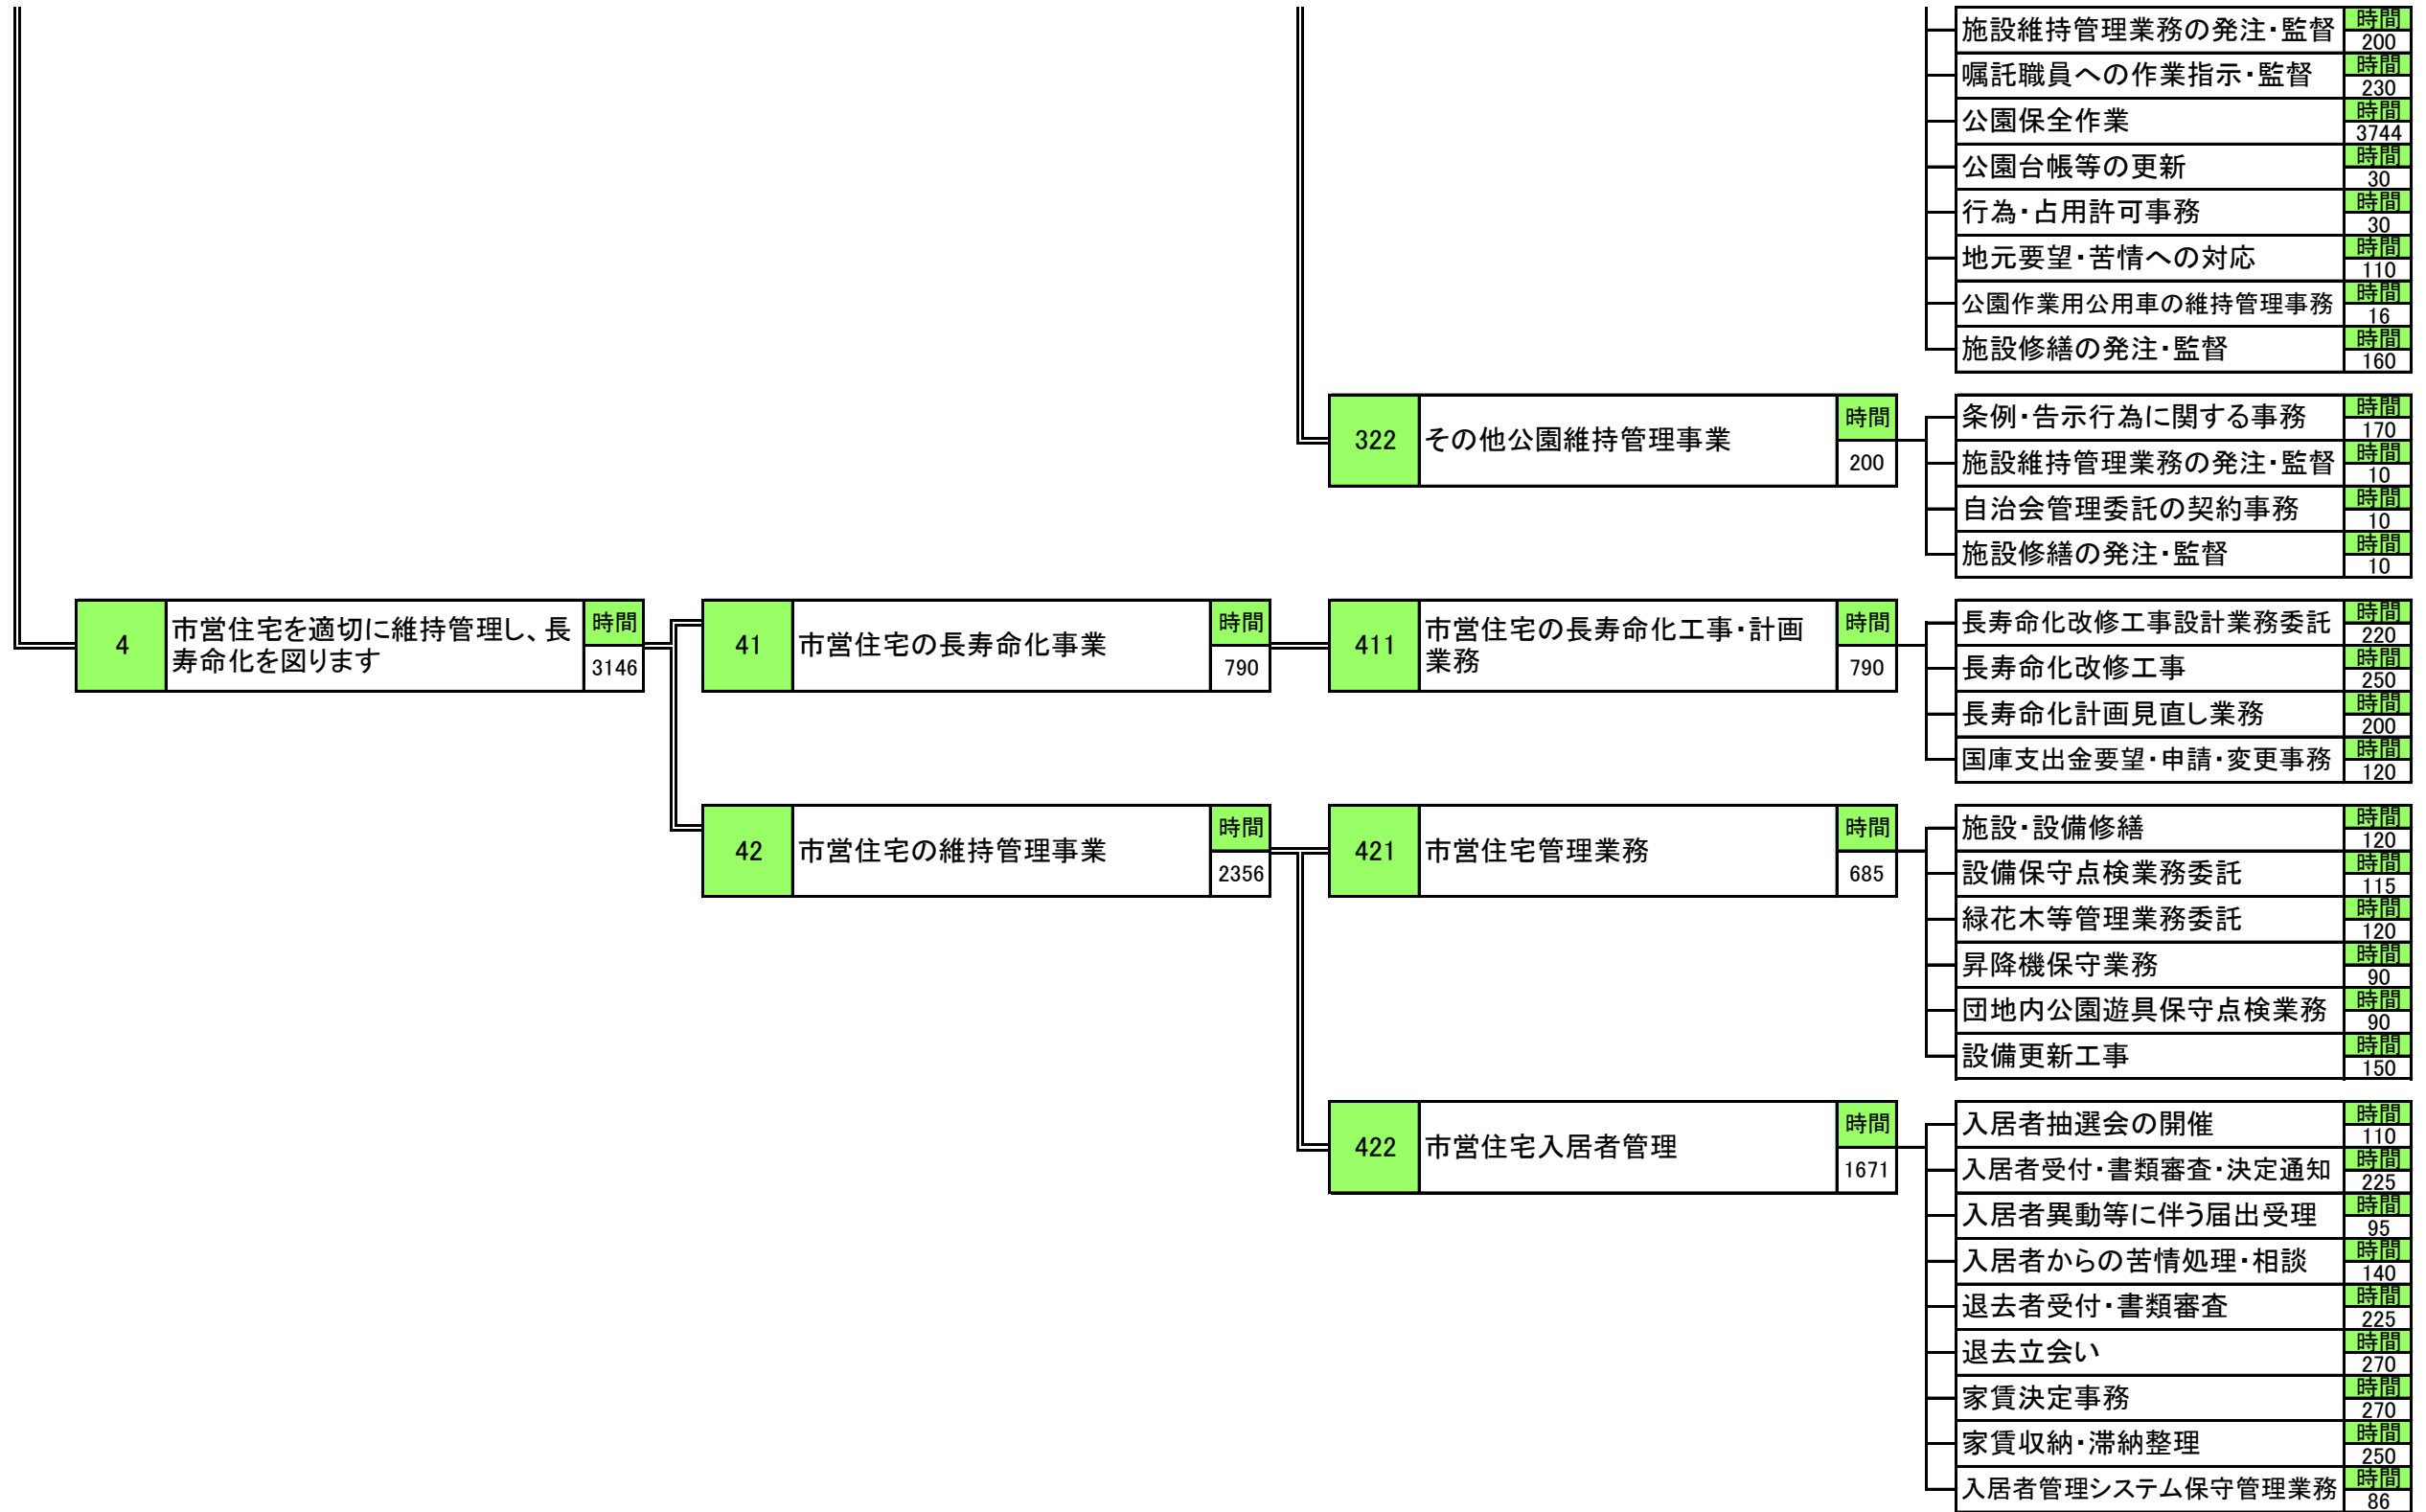 施設維持管理業務の発注・監督 時間 200
嘱託職員への作業指示・監督 時間 230
公園保全作業 時間 3744
公園台帳等の更新 時間 30
行為・占用許可事務 時間 30
地元要望・苦情への対応 時間 110
公園作業用公用車の維持管理事務 時間 16
施設修繕の発注・監督 時間 160
322 その他公園維持管理事業 時間 200
条例・告示行為に関する事務 時間 170
施設維持管理業務の発注・監督 時間 10
自治会管理委託の契約事務 時間 10
施設修繕の発注・監督 時間 10
4 市営住宅を適切に維持管理し、長
寿命化を図ります 時間 3146
41 市営住宅の長寿命化事業 時間 790
411 市営住宅の長寿命化工事・計画
業務 時間 790
長寿命化改修工事設計業務委託 時間 220
長寿命化改修工事 時間 250
長寿命化計画見直し業務 時間 200
国庫支出金要望・申請・変更事務 時間 120
42 市営住宅の維持管理事業 時間 2356
421 市営住宅管理業務 時間 685
施設・設備修繕 時間 120
設備保守点検業務委託 時間 115
緑花木等管理業務委託 時間 120
昇降機保守業務 時間 90
団地内公園遊具保守点検業務 時間 90
設備更新工事 時間 150
422 市営住宅入居者管理 時間 1671
入居者抽選会の開催 時間 110
入居者受付・書類審査・決定通知 時間 225
入居者異動等に伴う届出受理 時間 95
入居者からの苦情処理・相談 時間 140
退去者受付・書類審査 時間 225
退去立会い 時間 270
家賃決定事務 時間 270
家賃収納・滞納整理 時間 250
入居者管理システム保守管理業務 時間 86